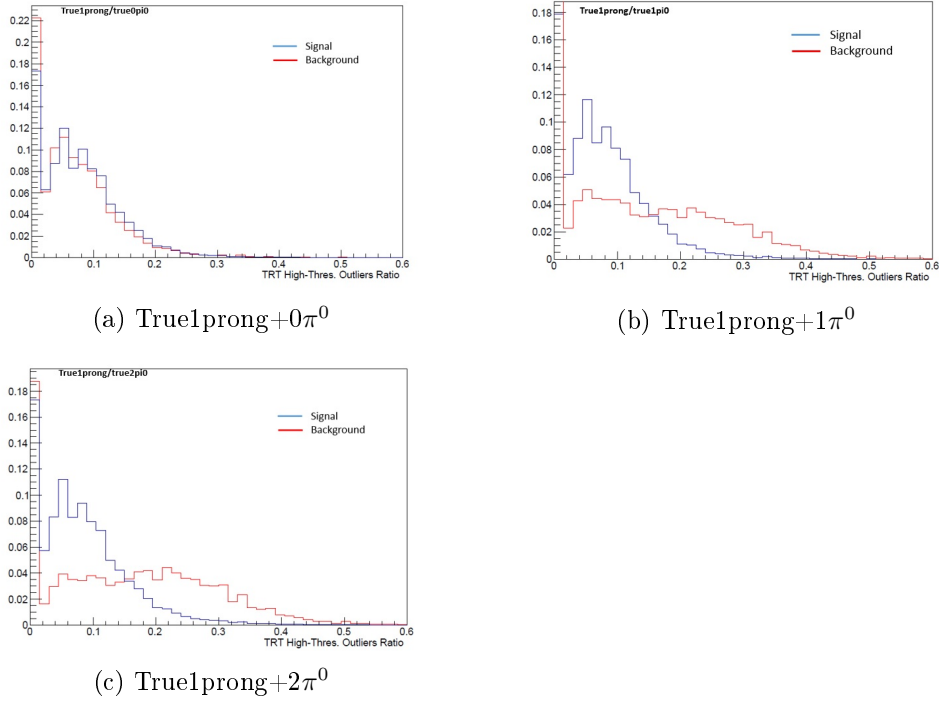 True1prong/true0pi0
Signal
Background
0.22
0.2
0.18
0.16
0.14
0.12
0.1
0.08
0.06
0.04
0.02
0
0 0.1 0.2 0.3 0.4 0.5 0.6
TRT High-Thres. Outliers Ratio
(a) True1prong+0π⁰
True1prong/true1pi0
Signal
Background
0.18
0.16
0.14
0.12
0.1
0.08
0.06
0.04
0.02
0
0 0.1 0.2 0.3 0.4 0.5 0.6
TRT High-Thres. Outliers Ratio
(b) True1prong+1π⁰
True1prong/true2pi0
Signal
Background
0.18
0.16
0.14
0.12
0.1
0.08
0.06
0.04
0.02
0
0 0.1 0.2 0.3 0.4 0.5 0.6
TRT High-Thres. Outliers Ratio
(c) True1prong+2π⁰